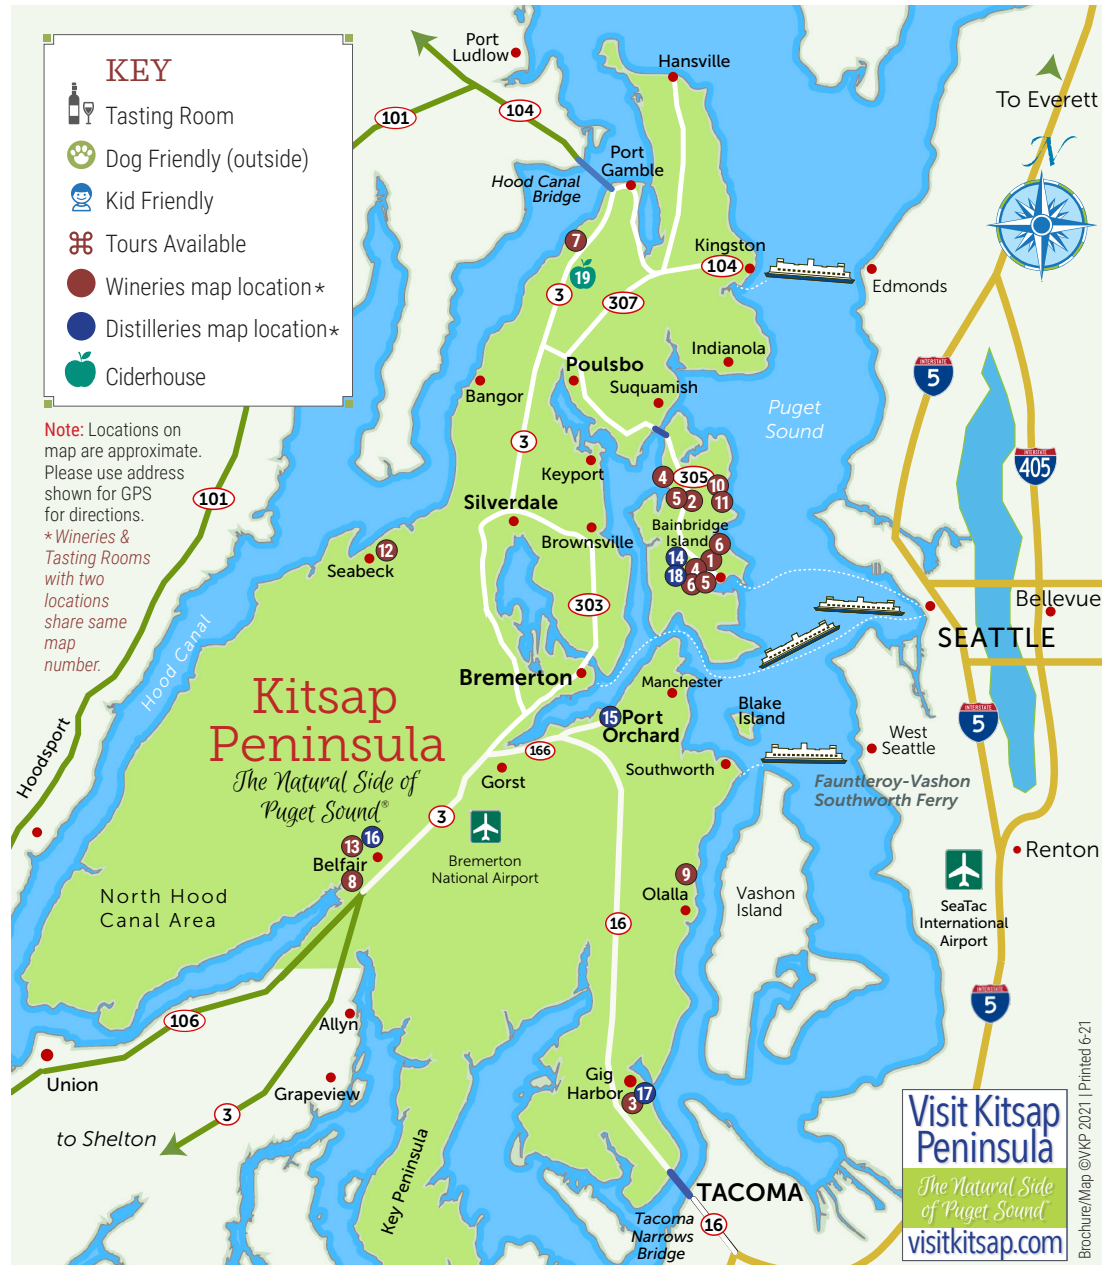 KEY
Tasting Room
Dog Friendly (outside)
Kid Friendly
Tours Available
Wineries map location*
Distilleries map location*
Ciderhouse
Note: Locations on
map are approximate.
Please use address
shown for GPS
for directions.
*Wineries &
Tasting Rooms
with two
locations
share same
map
number.
Port
Ludlow
Hansville
To Everett
101
104
N
Port
Gamble
Hood Canal
Bridge
7
Kingston
104
19
Edmonds
3
307
Indianola
Poulsbo
INTERSTATE
5
Bangor
Suquamish
Puget
Sound
3
Keyport
INTERSTATE
405
4
305
10
101
5
2
11
Silverdale
Bainbridge
Island
Brownsville
6
12
Seabeck
14
1
4
18
6
5
303
Bellevue
SEATTLE
Hood Canal
Bremerton
Manchester
Kitsap
Peninsula
The Natural Side of
Puget Sound®
15
Port
Orchard
Blake
Island
INTERSTATE
5
West
Seattle
166
Hoodsport
Gorst
Southworth
Fauntleroy-Vashon
Southworth Ferry
3
16
13
Belfair
8
Bremerton
National Airport
Renton
9
Olalla
Vashon
Island
North Hood
Canal Area
SeaTac
International
Airport
16
INTERSTATE
5
106
Allyn
Union
Grapeview
Gig
Harbor
17
3
3
to Shelton
Key Peninsula
TACOMA
16
Tacoma
Narrows
Bridge
Visit Kitsap
Peninsula
The Natural Side
of Puget Sound
visitkitsap.com
Brochure/Map ©VKP 2021 | Printed 6-21